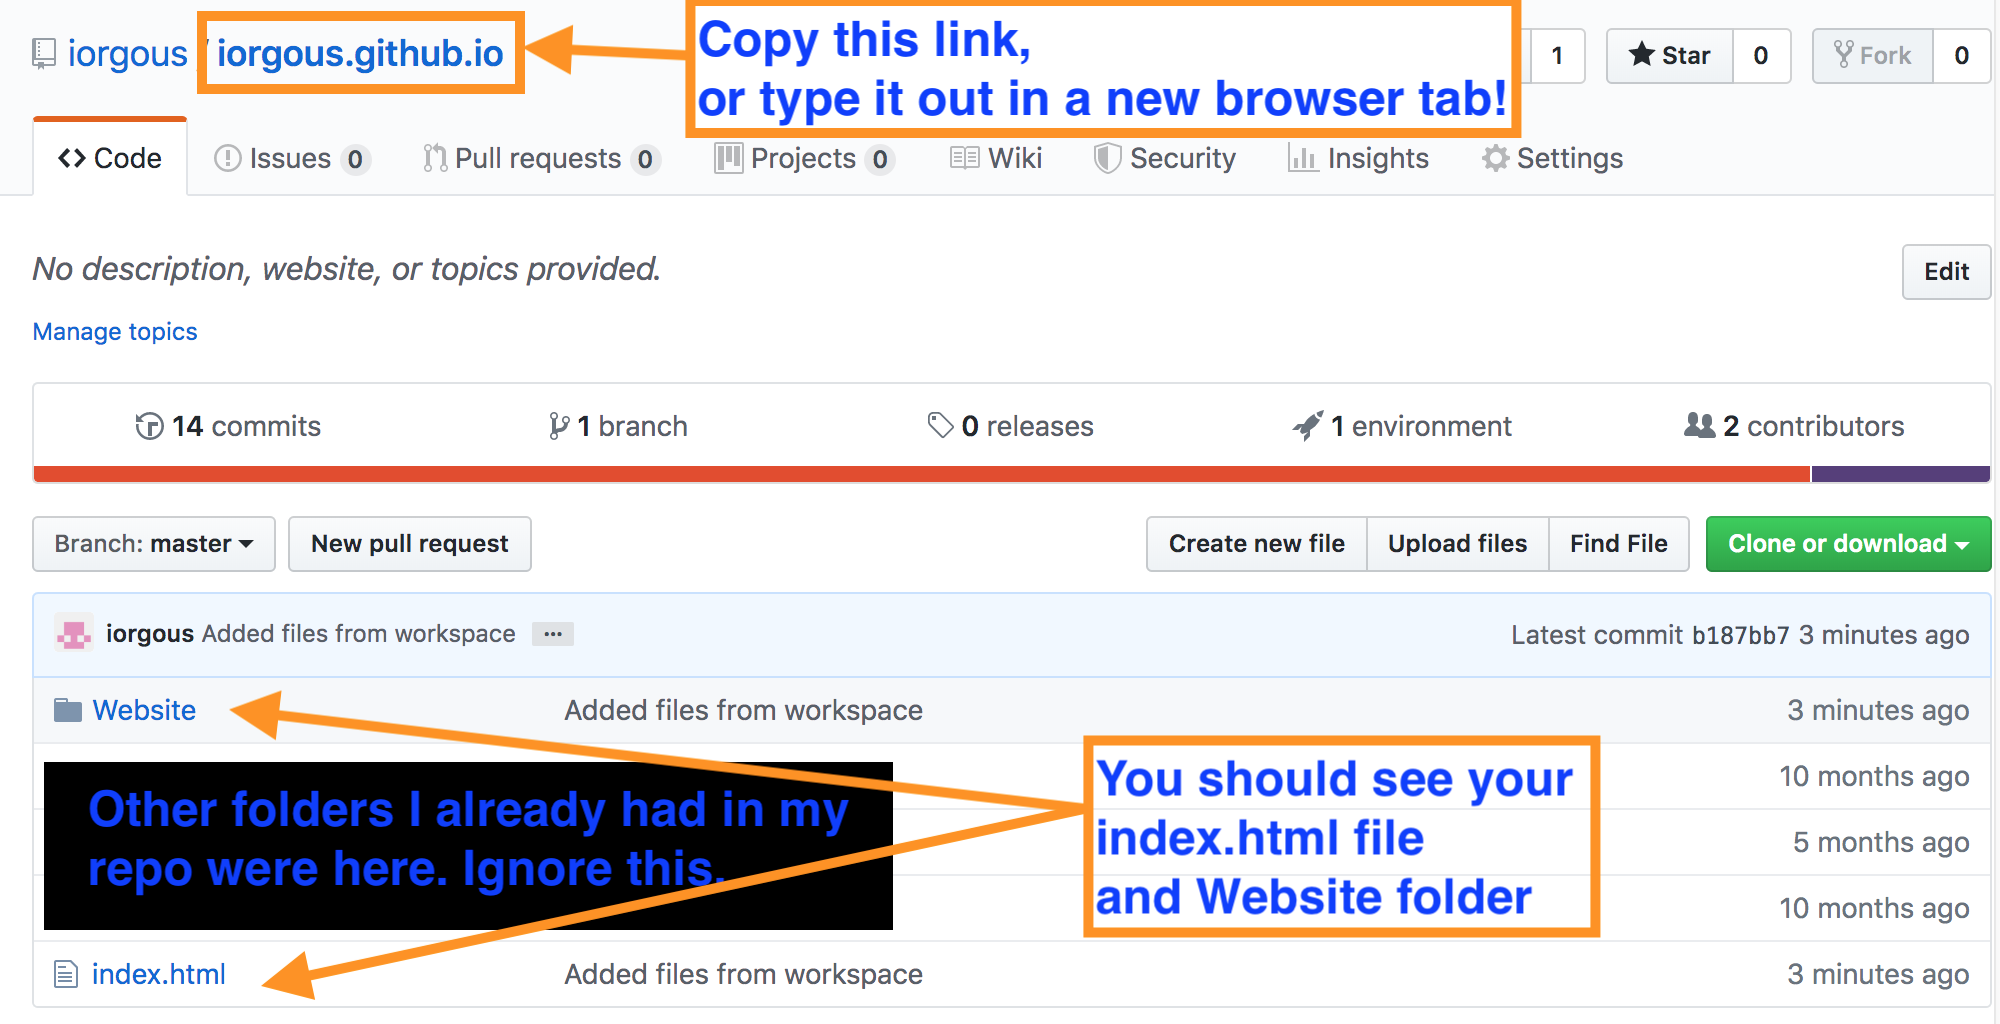 iorgous / iorgous.github.io
Copy this link,
or type it out in a new browser tab!
1
Star 0
Fork 0
Code
Issues 0
Pull requests 0
Projects 0
Wiki
Security
Insights
Settings
No description, website, or topics provided.
Edit
Manage topics
14 commits
1 branch
0 releases
1 environment
2 contributors
Branch: master
New pull request
Create new file
Upload files
Find File
Clone or download
iorgous Added files from workspace ...
Latest commit b187bb7 3 minutes ago
Website
Added files from workspace
3 minutes ago
Other folders I already had in my
repo were here. Ignore this.
You should see your
index.html file
and Website folder
10 months ago
5 months ago
10 months ago
index.html
Added files from workspace
3 minutes ago